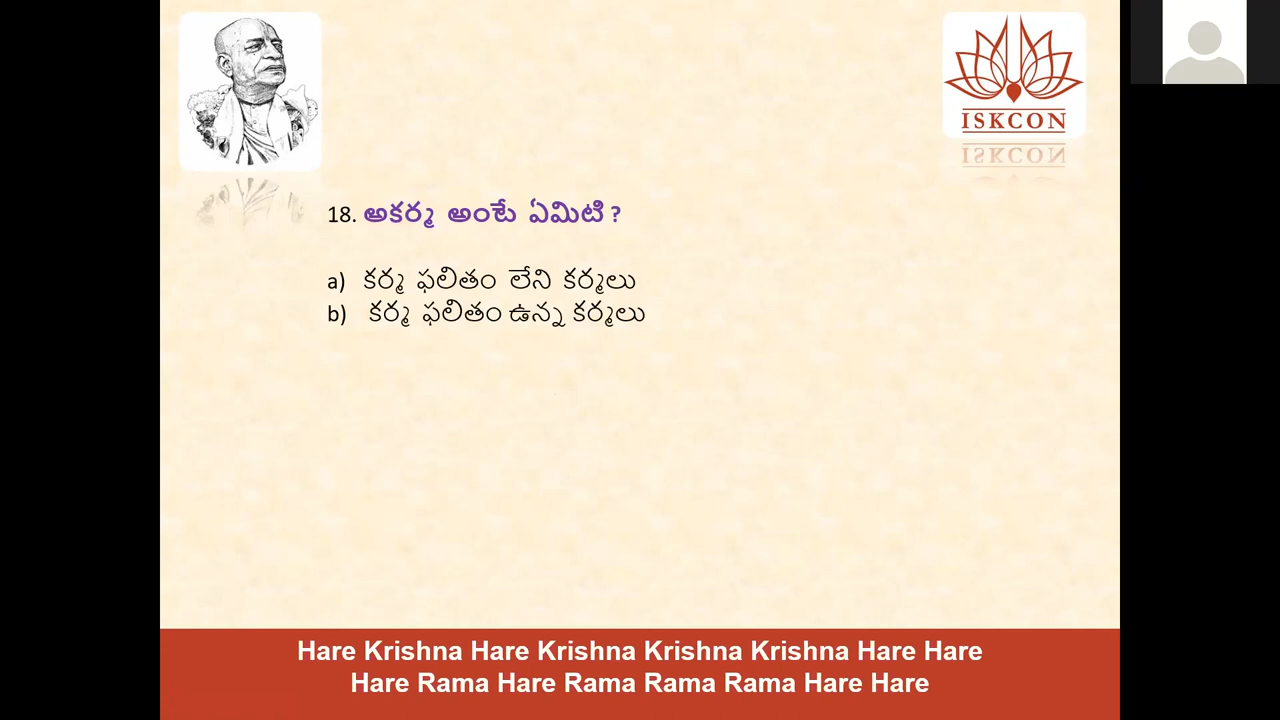 ISKCON
18. అకర్మ అంటే ఏమిటి ?
a) కర్మ ఫలితం లేని కర్మలు
b) కర్మ ఫలితం ఉన్న కర్మలు
Hare Krishna Hare Krishna Krishna Krishna Hare Hare
Hare Rama Hare Rama Rama Rama Hare Hare